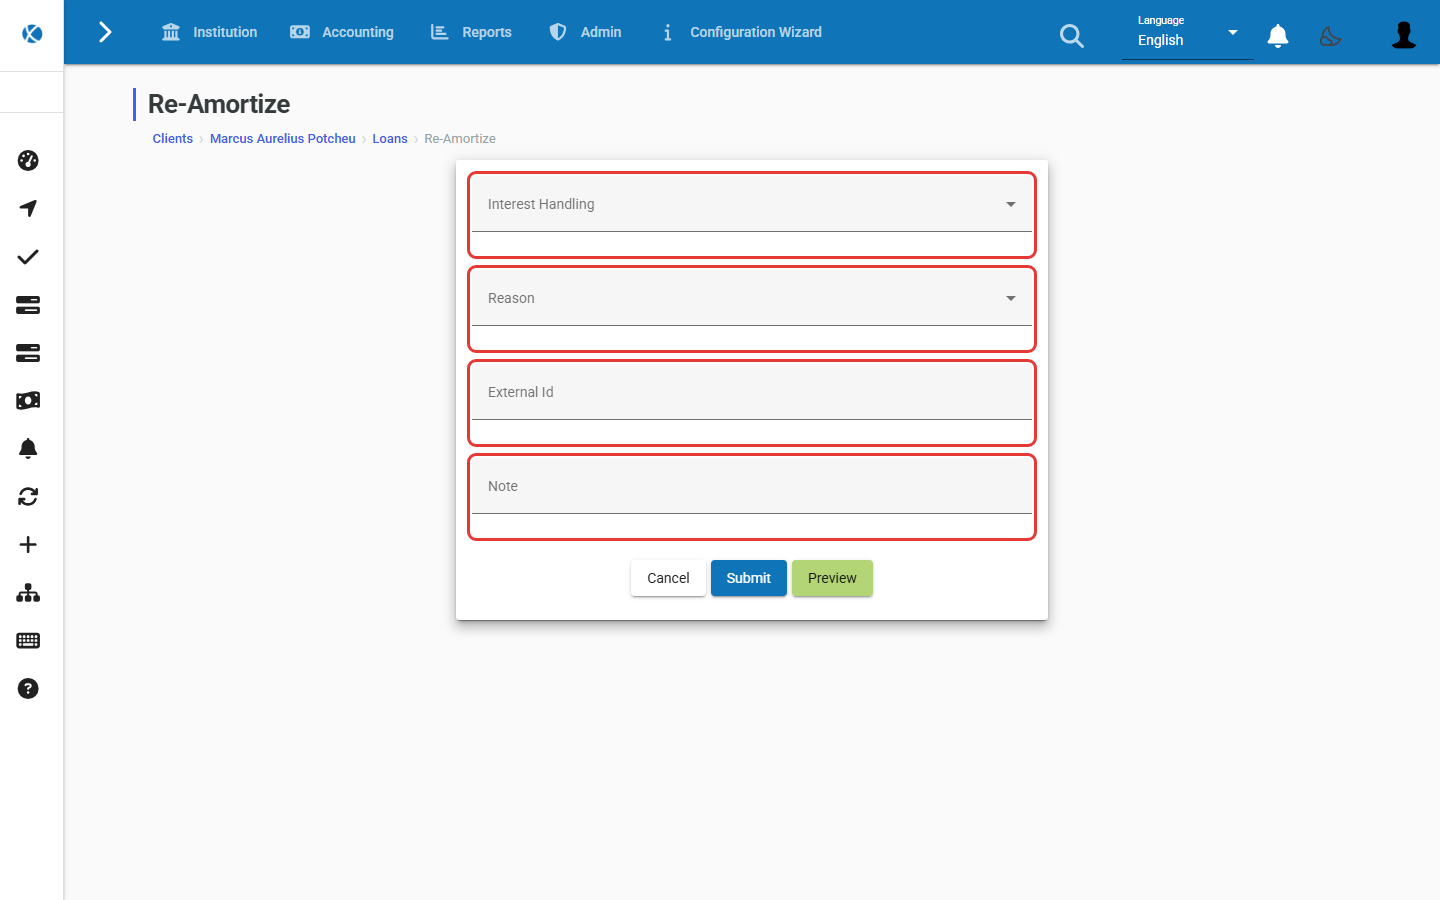 Institution
Accounting
Reports
Admin
Configuration Wizard
Language
English
Re-Amortize
Clients › Marcus Aurelius Potcheu › Loans › Re-Amortize
Interest Handling
Reason
External Id
Note
Cancel
Submit
Preview